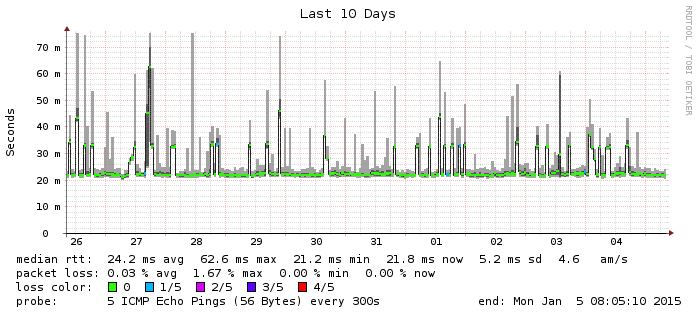 Last 10 Days
RRDTOOL / TOBI OETIKER
Seconds
70 m
60 m
50 m
40 m
30 m
20 m
10 m
0
26 27 28 29 30 31 01 02 03 04
median rtt: 24.2 ms avg 62.6 ms max 21.2 ms min 21.8 ms now 5.2 ms sd 4.6 am/s
packet loss: 0.03 % avg 1.67 % max 0.00 % min 0.00 % now
loss color: 0 1/5 2/5 3/5 4/5
probe: 5 ICMP Echo Pings (56 Bytes) every 300s end: Mon Jan 5 08:05:10 2015